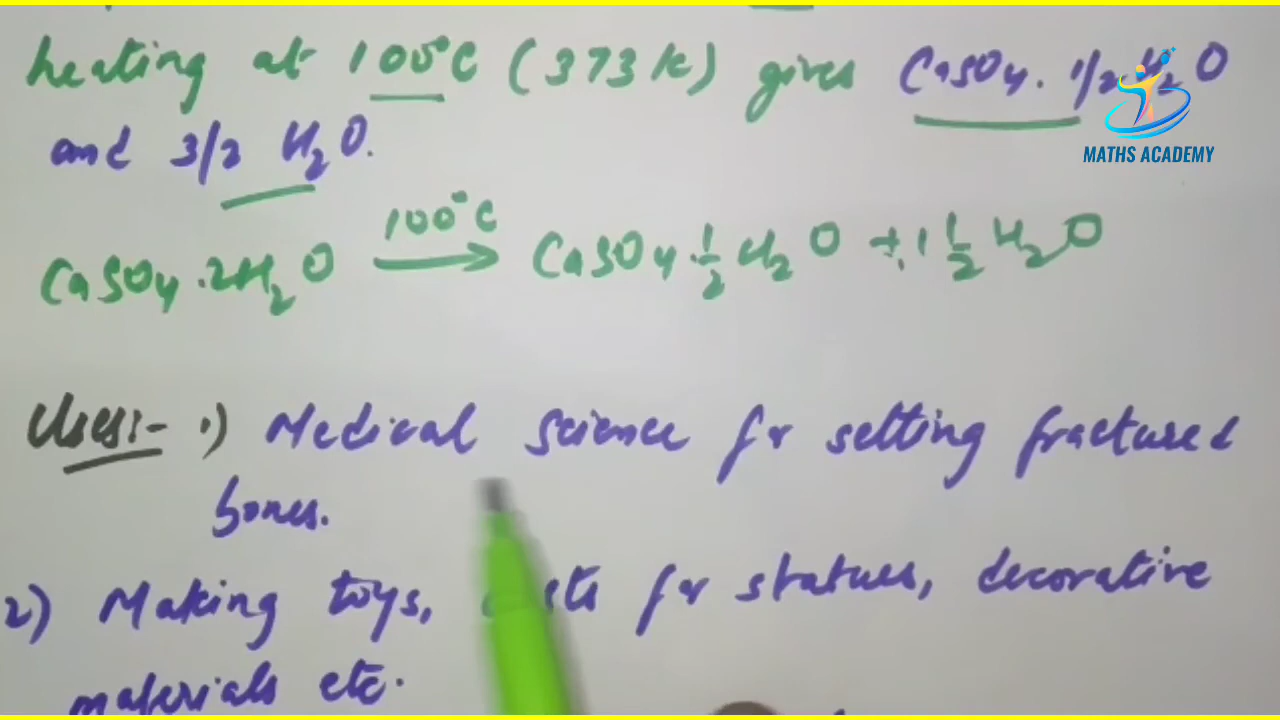 heating at 100°C (373 K) gives CaSO4. 1/2 H2O
MATHS ACADEMY
and 3/2 H2O.
100°C
CaSO4.2H2O → CaSO4.1/2 H2O + 1 1/2 H2O
Uses:- 1) Medical science for setting fractured
bones.
2) Making toys, for statues, decorative
materials etc.